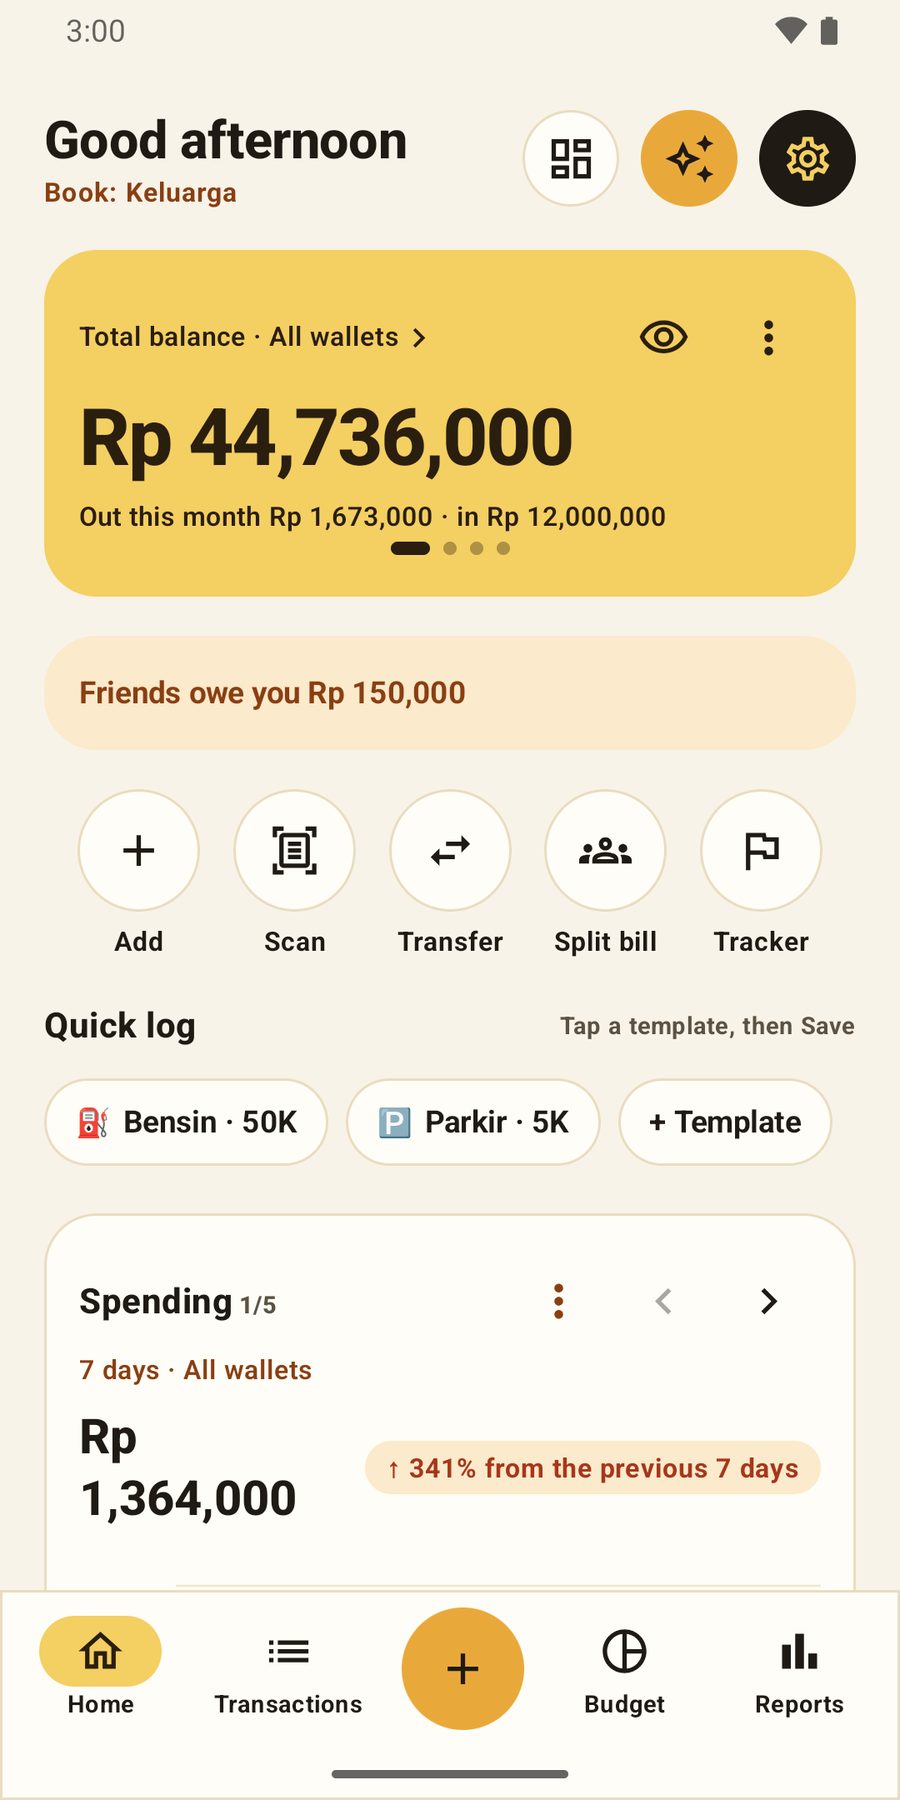 3:00
Good afternoon
Book: Keluarga
Total balance · All wallets
Rp 44,736,000
Out this month Rp 1,673,000 · in Rp 12,000,000
Friends owe you Rp 150,000
Add Scan Transfer Split bill Tracker
Quick log Tap a template, then Save
⛽ Bensin · 50K 🅿️ Parkir · 5K + Template
Spending 1/5
7 days · All wallets
Rp
1,364,000
↑ 341% from the previous 7 days
Home Transactions + Budget Reports